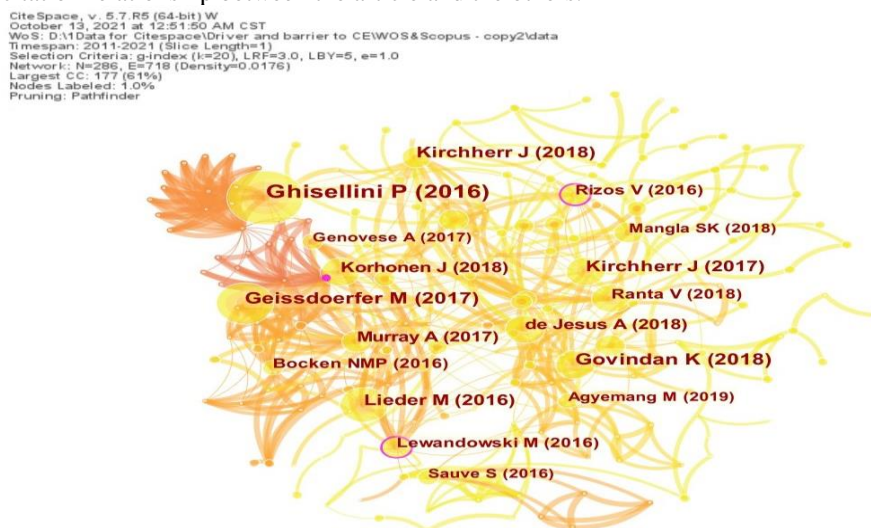 CiteSpace, v. 5.7.R5 (64-bit) W
October 13, 2021 at 12:51:50 AM CST
WoS: D:\1Data for Citespace\Driver and barrier to CE\WOS&Scopus - copy2\data
Timespan: 2011-2021 (Slice Length=1)
Selection Criteria: g-index (k=20), LRF=3.0, LBY=5, e=1.0
Network: N=286, E=718 (Density=0.0176)
Largest CC: 177 (61%)
Nodes Labeled: 1.0%
Pruning: Pathfinder
Kirchherr J (2018)
Ghisellini P (2016)
Rizos V (2016)
Genovese A (2017)
Mangla SK (2018)
Korhonen J (2018)
Kirchherr J (2017)
Geissdoerfer M (2017)
Ranta V (2018)
Murray A (2017)
de Jesus A (2018)
Bocken NMP (2016)
Govindan K (2018)
Lieder M (2016)
Agyemang M (2019)
Lewandowski M (2016)
Sauve S (2016)